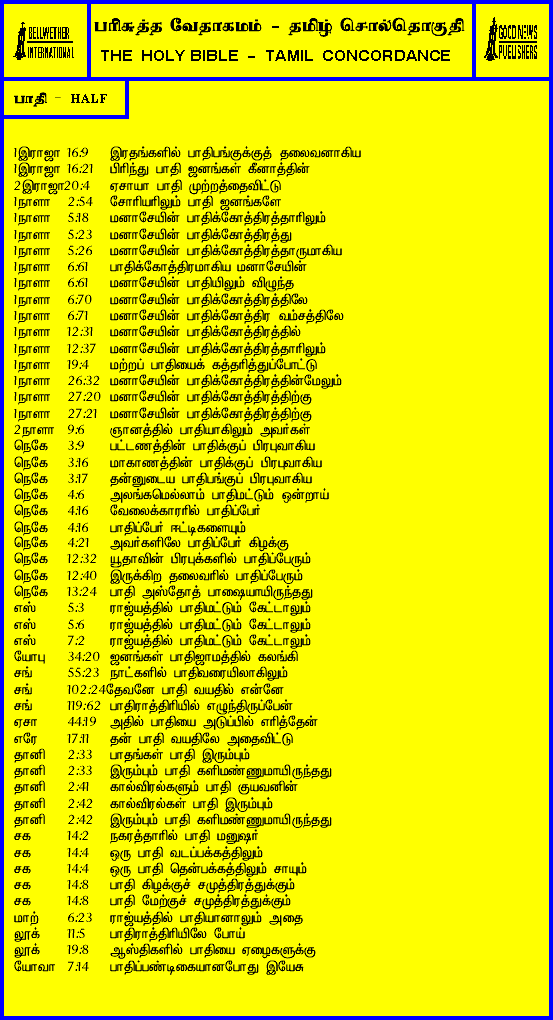 BELLWETHER
INTERNATIONAL
பரிசுத்த வேதாகமம் - தமிழ் சொல்தொகுதி
THE HOLY BIBLE - TAMIL CONCORDANCE
GOOD NEWS
PUBLISHERS
பாதி - HALF
1இராஜா 16:9 இரதங்களில் பாதிபங்குக்குத் தலைவனாகிய
1இராஜா 16:21 பிரிந்து பாதி ஜனங்கள் கீனாத்தின்
2இராஜா20:4 ஏசாயா பாதி முற்றத்தைவிட்டு
1நாளா 2:54 சோரியரிலும் பாதி ஜனங்களே
1நாளா 5:18 மனாசேயின் பாதிக்கோத்திரத்தாரிலும்
1நாளா 5:23 மனாசேயின் பாதிக்கோத்திரத்து
1நாளா 5:26 மனாசேயின் பாதிக்கோத்திரத்தாருமாகிய
1நாளா 6:61 பாதிக்கோத்திரமாகிய மனாசேயின்
1நாளா 6:61 மனாசேயின் பாதியிலும் விழுந்த
1நாளா 6:70 மனாசேயின் பாதிக்கோத்திரத்திலே
1நாளா 6:71 மனாசேயின் பாதிக்கோத்திர வம்சத்திலே
1நாளா 12:31 மனாசேயின் பாதிக்கோத்திரத்தில்
1நாளா 12:37 மனாசேயின் பாதிக்கோத்திரத்தாரிலும்
1நாளா 19:4 மற்றப் பாதியைக் கத்தரித்துப்போட்டு
1நாளா 26:32 மனாசேயின் பாதிக்கோத்திரத்தின்மேலும்
1நாளா 27:20 மனாசேயின் பாதிக்கோத்திரத்திற்கு
1நாளா 27:21 மனாசேயின் பாதிக்கோத்திரத்திற்கு
2நாளா 9:6 ஞானத்தில் பாதியாகிலும் அவர்கள்
நெகே 3:9 பட்டணத்தின் பாதிக்குப் பிரபுவாகிய
நெகே 3:16 மாகாணத்தின் பாதிக்குப் பிரபுவாகிய
நெகே 3:17 தன்னுடைய பாதிபங்குப் பிரபுவாகிய
நெகே 4:6 அலங்கமெல்லாம் பாதிமட்டும் ஒன்றாய்
நெகே 4:16 வேலைக்காரரில் பாதிப்பேர்
நெகே 4:16 பாதிப்பேர் ஈட்டிகளையும்
நெகே 4:21 அவர்களிலே பாதிப்பேர் கிழக்கு
நெகே 12:32 யூதாவின் பிரபுக்களில் பாதிப்பேரும்
நெகே 12:40 இருக்கிற தலைவரில் பாதிப்பேரும்
நெகே 13:24 பாதி அஸ்தோத் பாஷையாயிருந்தது
எஸ் 5:3 ராஜ்யத்தில் பாதிமட்டும் கேட்டாலும்
எஸ் 5:6 ராஜ்யத்தில் பாதிமட்டும் கேட்டாலும்
எஸ் 7:2 ராஜ்யத்தில் பாதிமட்டும் கேட்டாலும்
யோபு 34:20 ஜனங்கள் பாதிஜாமத்தில் கலங்கி
சங் 55:23 நாட்களில் பாதிவரையிலாகிலும்
சங் 102:24தேவனே பாதி வயதில் என்னே
சங் 119:62 பாதிராத்திரியில் எழுந்திருப்பேன்
ஏசா 44:19 அதில் பாதியை அடுப்பில் எரித்தேன்
எரே 17:11 தன் பாதி வயதிலே அதைவிட்டு
தானி 2:33 பாதங்கள் பாதி இரும்பும்
தானி 2:33 இரும்பும் பாதி களிமண்ணுமாயிருந்தது
தானி 2:41 கால்விரல்களும் பாதி குயவனின்
தானி 2:42 கால்விரல்கள் பாதி இரும்பும்
தானி 2:42 இரும்பும் பாதி களிமண்ணுமாயிருந்தது
சக 14:2 நகரத்தாரில் பாதி மனுஷர்
சக 14:4 ஒரு பாதி வடபக்கத்திலும்
சக 14:4 ஒரு பாதி தென்பக்கத்திலும் சாயும்
சக 14:8 பாதி கிழக்குச் சமுத்திரத்துக்கும்
சக 14:8 பாதி மேற்குச் சமுத்திரத்துக்கும்
மாற் 6:23 ராஜ்யத்தில் பாதியானாலும் அதை
லூக் 11:5 பாதிராத்திரியிலே போய்
லூக் 19:8 ஆஸ்திகளில் பாதியை ஏழைகளுக்கு
யோவா 7:14 பாதிப்பண்டிகையானபோது இயேசு